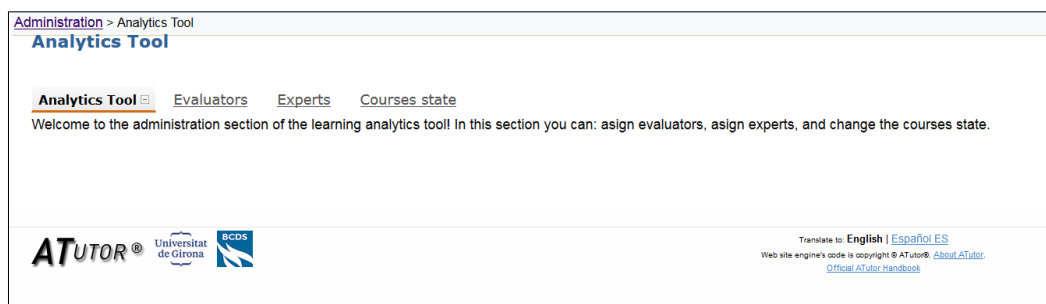 Administration > Analytics Tool
Analytics Tool
Analytics Tool Evaluators Experts Courses state
Welcome to the administration section of the learning analytics tool! In this section you can: asign evaluators, asign experts, and change the courses state.
ATUTOR ®
Universitat
de Girona
BCDS
Translate to: English | Español ES
Web site engine's code is copyright © ATutor®. About ATutor.
Official ATutor Handbook